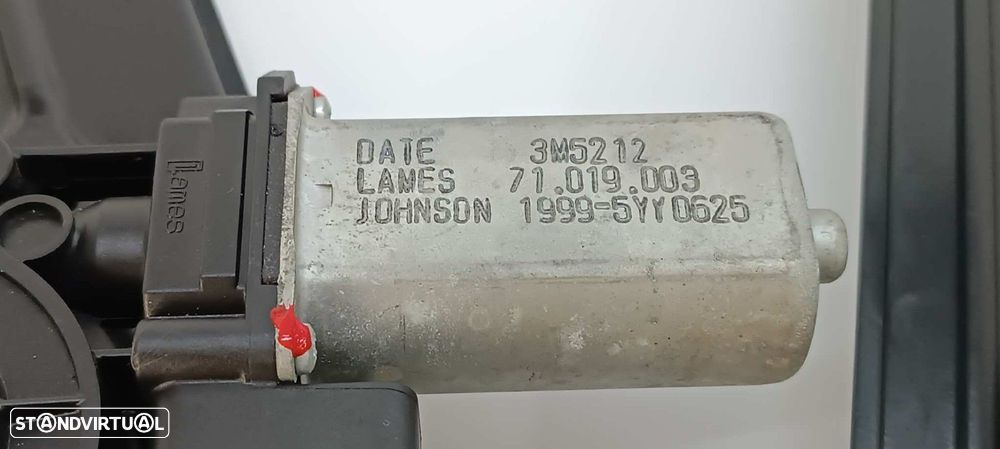 DATE 3M5212
LAMES 71.019.003
JOHNSON 1999-5YY0625
Lames
STANDVIRTUAL